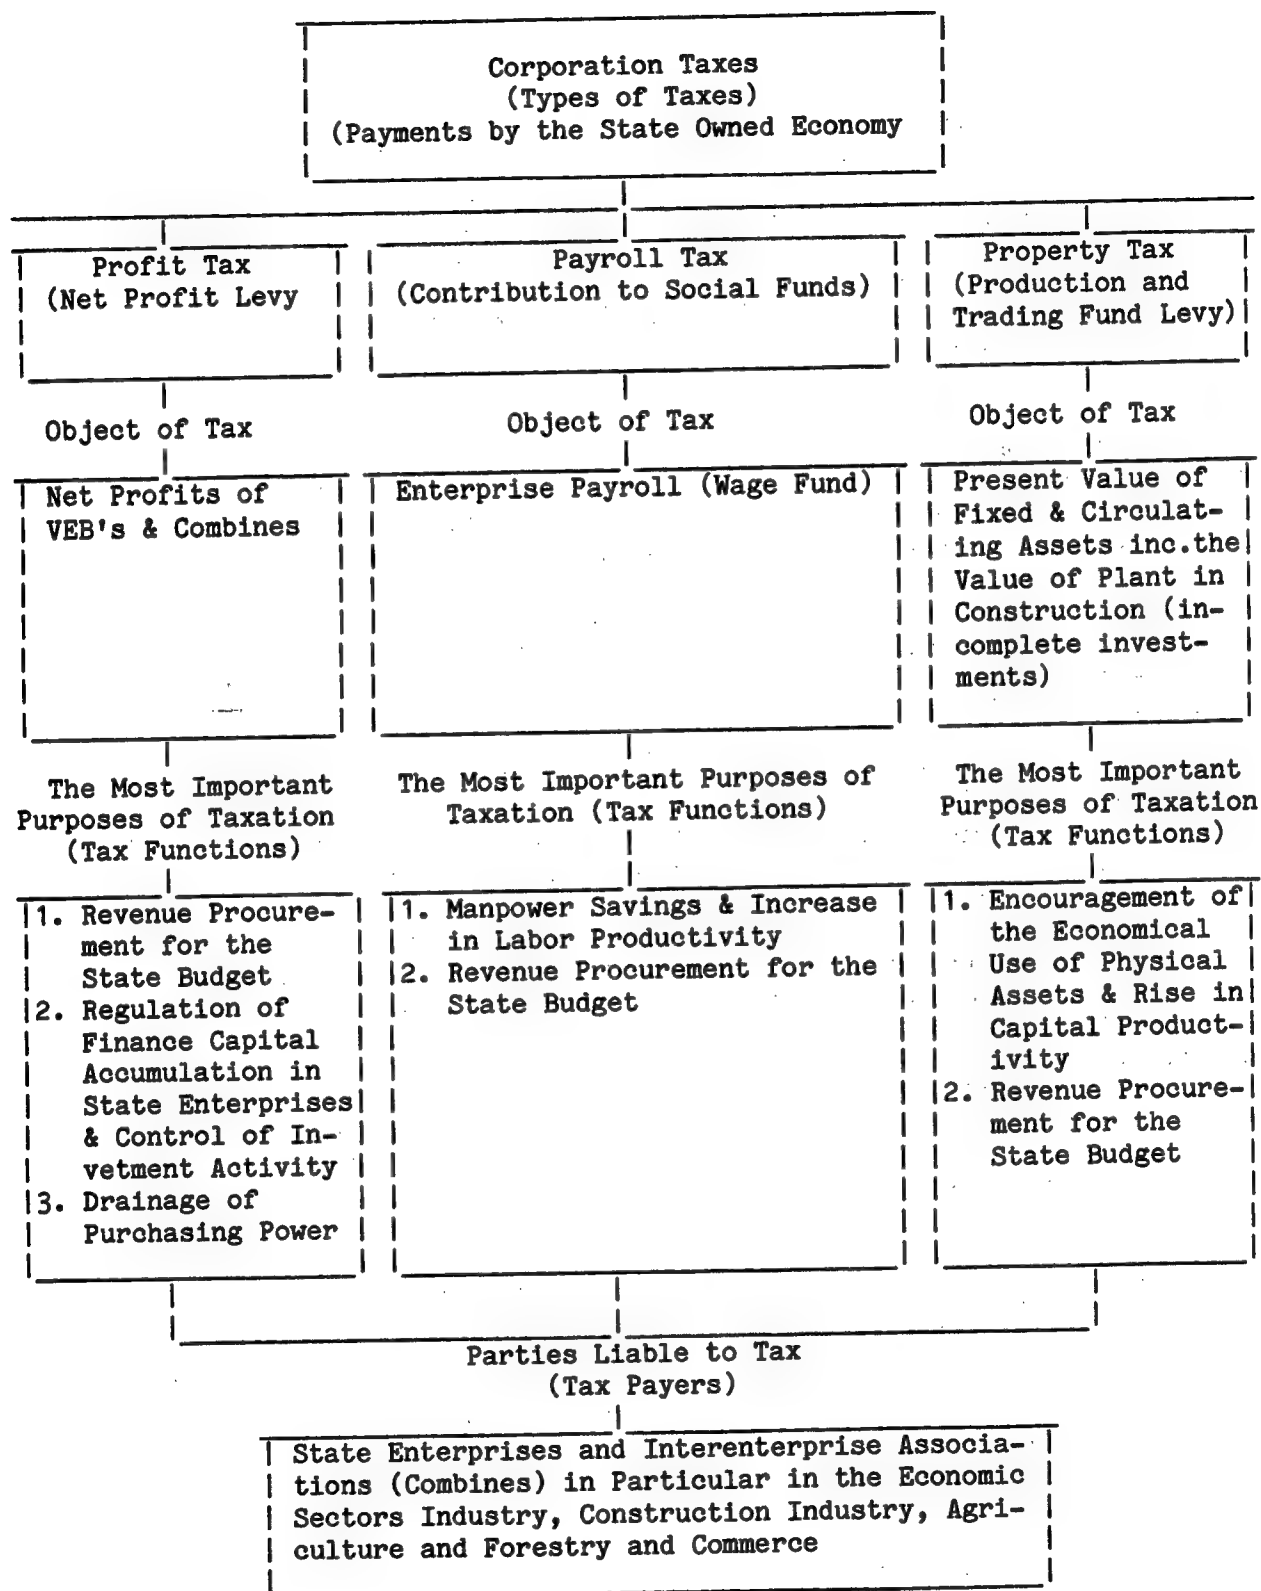 Corporation Taxes
(Types of Taxes)
(Payments by the State Owned Economy
Profit Tax
(Net Profit Levy
Payroll Tax
(Contribution to Social Funds)
Property Tax
(Production and
Trading Fund Levy)
Object of Tax
Object of Tax
Object of Tax
Net Profits of
VEB's & Combines
Enterprise Payroll (Wage Fund)
Present Value of
Fixed & Circulat-
ing Assets inc.the
Value of Plant in
Construction (in-
complete invest-
ments)
The Most Important
Purposes of Taxation
(Tax Functions)
The Most Important Purposes of
Taxation (Tax Functions)
The Most Important
Purposes of Taxation
(Tax Functions)
1. Revenue Procure-
ment for the
State Budget
2. Regulation of
Finance Capital
Accumulation in
State Enterprises
& Control of In-
vetment Activity
3. Drainage of
Purchasing Power
1. Manpower Savings & Increase
in Labor Productivity
2. Revenue Procurement for the
State Budget
1. Encouragement of
the Economical
Use of Physical
Assets & Rise in
Capital Product-
ivity
2. Revenue Procure-
ment for the
State Budget
Parties Liable to Tax
(Tax Payers)
State Enterprises and Interenterprise Associa-
tions (Combines) in Particular in the Economic
Sectors Industry, Construction Industry, Agri-
culture and Forestry and Commerce